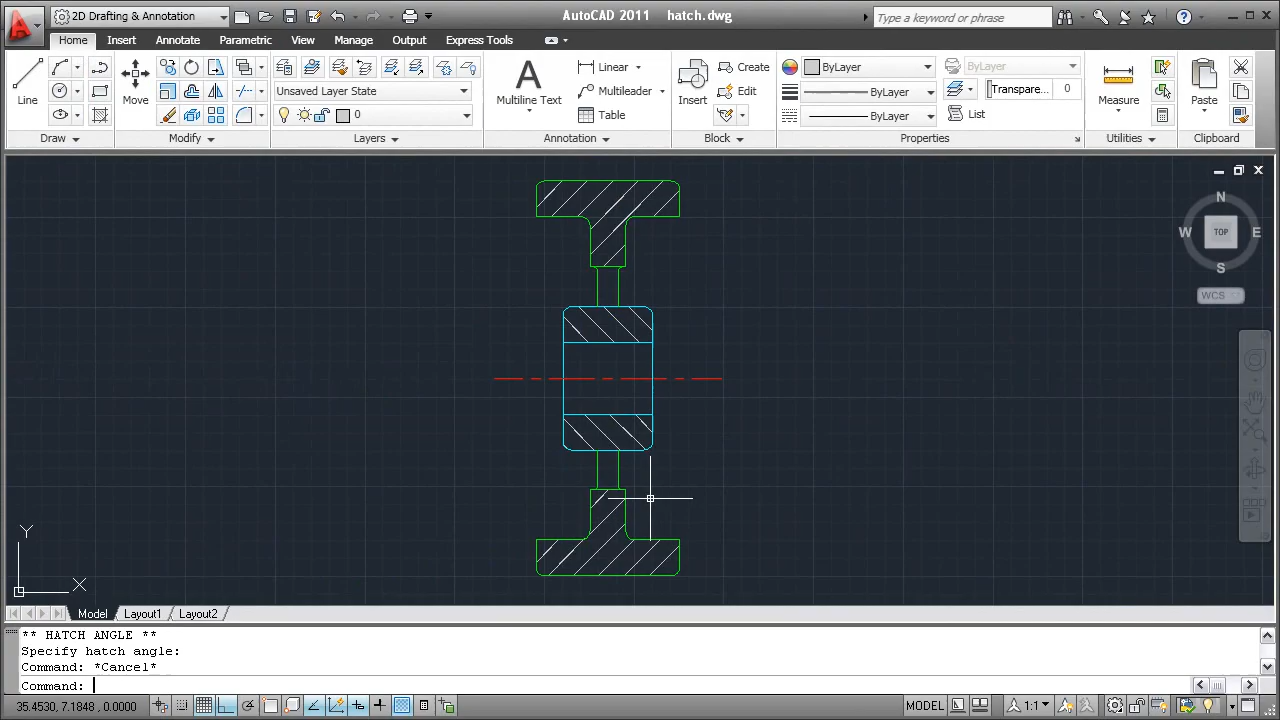 2D Drafting & Annotation
AutoCAD 2011 hatch.dwg
Type a keyword or phrase
Home Insert Annotate Parametric View Manage Output Express Tools
Line
Move
Unsaved Layer State
0
Multiline Text
Linear
Multileader
Table
Insert
Create
Edit
ByLayer
ByLayer
ByLayer
ByLayer
Transpare... 0
List
Measure
Paste
Draw Modify Layers Annotation Block Properties Utilities Clipboard
N
W TOP E
S
WCS
Y
X
Model Layout1 Layout2
** HATCH ANGLE **
Specify hatch angle:
Command: *Cancel*
Command:
35.4530, 7.1848 , 0.0000
MODEL
1:1